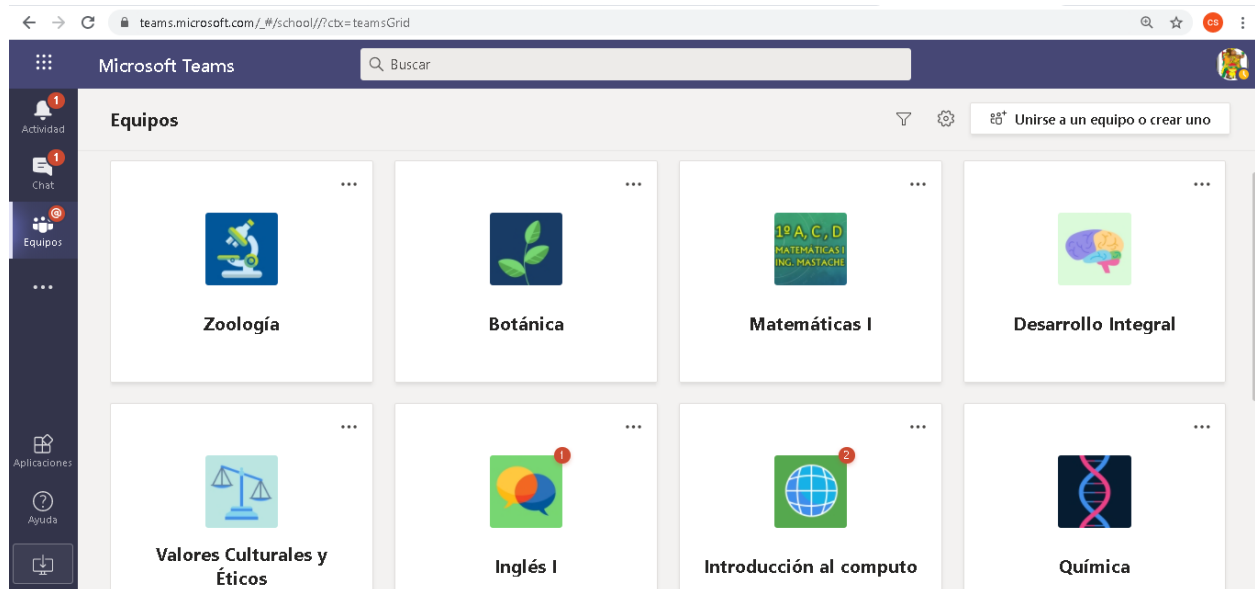 teams.microsoft.com/_#/school//?ctx=teamsGrid
CS
Microsoft Teams
Buscar
1
Actividad
Equipos
Unirse a un equipo o crear uno
1
Chat
@
Equipos
1º A, C, D
MATEMATICAS I
ING. MASTACHE
Zoología
Botánica
Matemáticas I
Desarrollo Integral
Aplicaciones
Ayuda
1
2
Valores Culturales y
Éticos
Inglés I
Introducción al computo
Química